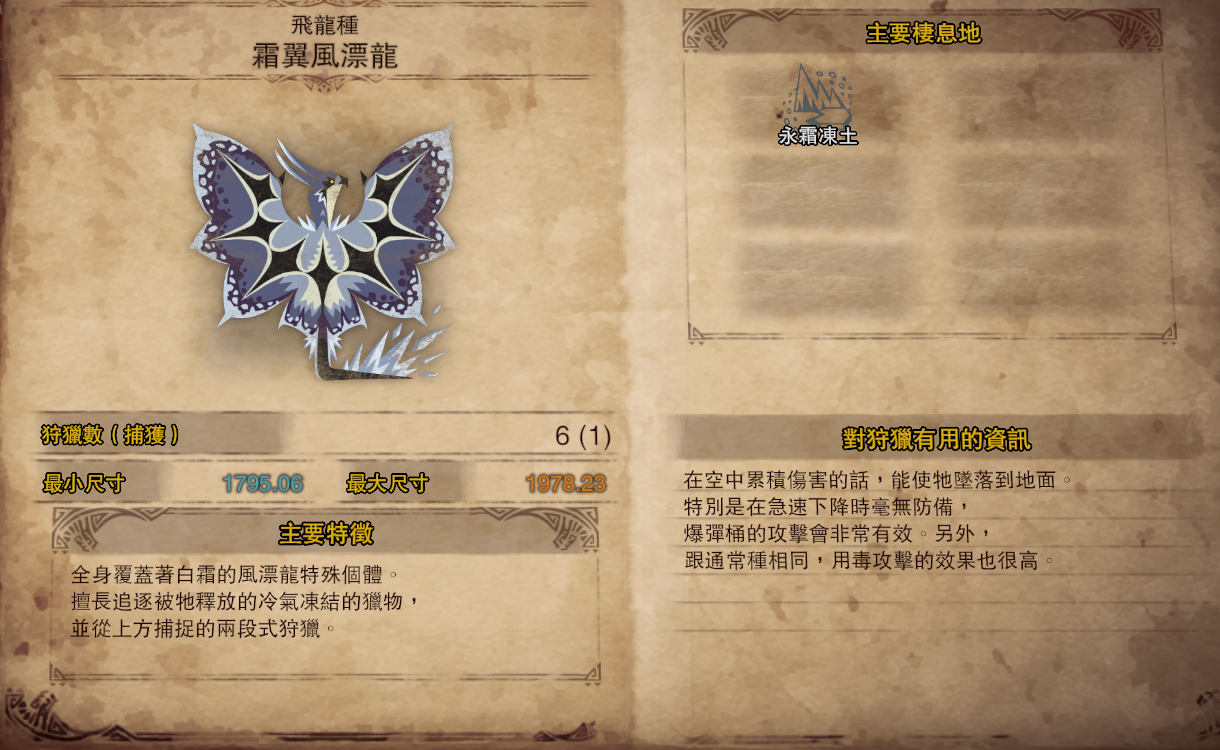 飛龍種
霜翼風漂龍
狩獵數（捕獲）
6 (1)
最小尺寸 1795.06 最大尺寸 1978.23
主要特徵
全身覆蓋著白霜的風漂龍特殊個體。
擅長追逐被牠釋放的冷氣凍結的獵物，
並從上方捕捉的兩段式狩獵。
主要棲息地
永霜凍土
對狩獵有用的資訊
在空中累積傷害的話，能使牠墜落到地面。
特別是在急速下降時毫無防備，
爆彈桶的攻擊會非常有效。另外，
跟通常種相同，用毒攻擊的效果也很高。